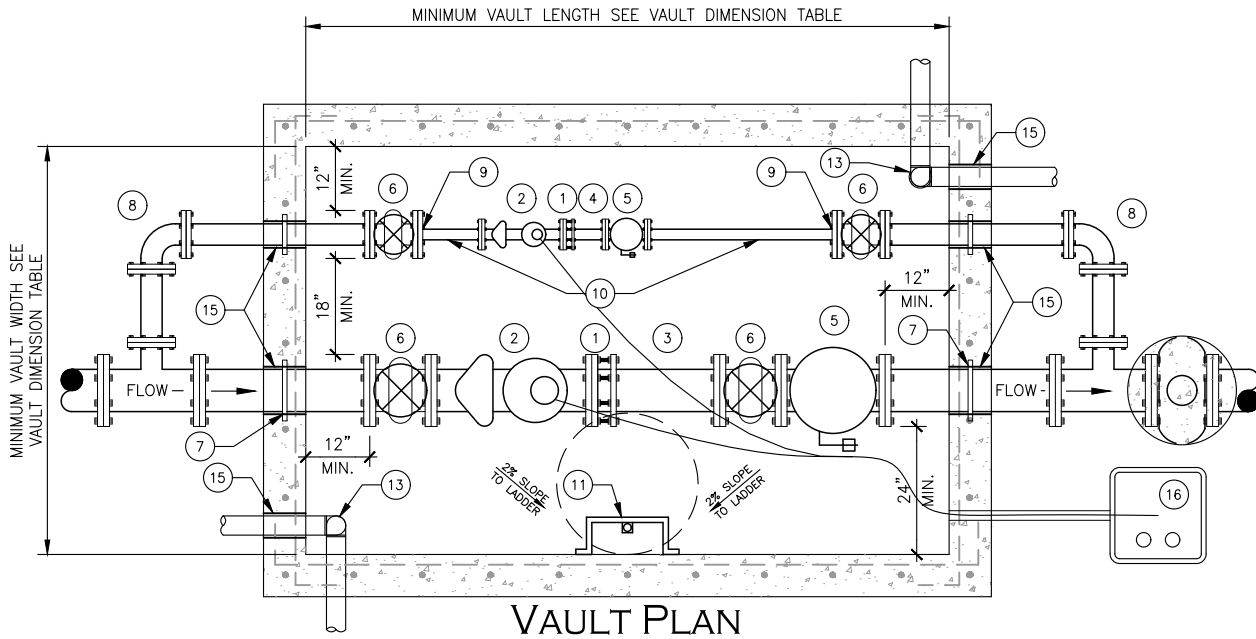 MINIMUM VAULT LENGTH SEE VAULT DIMENSION TABLE
MINIMUM VAULT WIDTH SEE
VAULT DIMENSION TABLE
15
13
12"
MIN.
8
6
9
2
1
4
5
9
6
8
18"
MIN.
15
10
12"
MIN.
15
6
2
1
3
6
5
7
FLOW
FLOW
7
12"
MIN.
15
13
2% SLOPE
TO LADDER
11
2% SLOPE
TO LADDER
24"
MIN.
16
VAULT PLAN